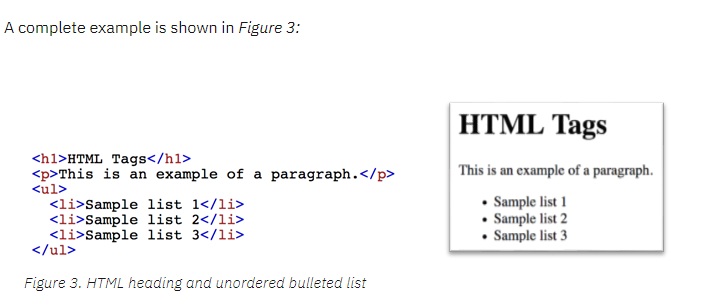 A complete example is shown in Figure 3:
<h1>HTML Tags</h1>
<p>This is an example of a paragraph.</p>
<ul>
<li>Sample list 1</li>
<li>Sample list 2</li>
<li>Sample list 3</li>
</ul>
HTML Tags
This is an example of a paragraph.
• Sample list 1
• Sample list 2
• Sample list 3
Figure 3. HTML heading and unordered bulleted list